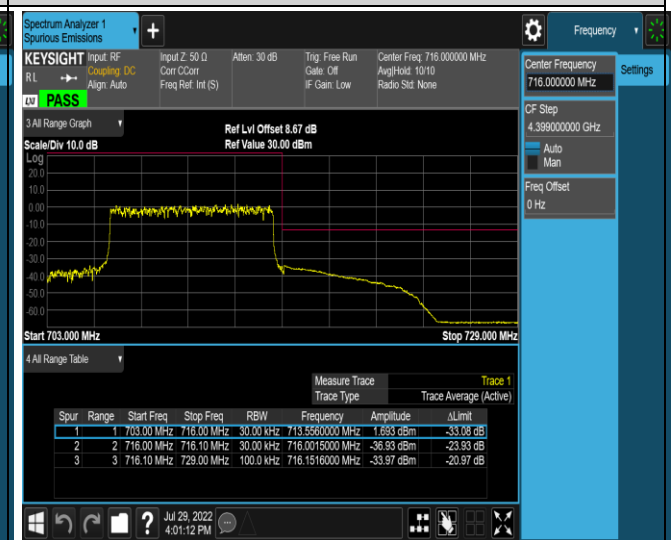 Spectrum Analyzer 1
Spurious Emissions
+
Frequency
KEYSIGHT
RL
LXI PASS
Input: RF
Coupling: DC
Align: Auto
Input Z: 50 Ω
Corr CCorr
Freq Ref: Int (S)
Atten: 30 dB
Trig: Free Run
Gate: Off
IF Gain: Low
Center Freq: 716.000000 MHz
Avg|Hold: 10/10
Radio Std: None
Center Frequency
716.000000 MHz
Settings
CF Step
4.399000000 GHz
Auto
Man
Freq Offset
0 Hz
3 All Range Graph
Scale/Div 10.0 dB
Ref Lvl Offset 8.67 dB
Ref Value 30.00 dBm
Log
20.0
10.0
0.00
-10.0
-20.0
-30.0
-40.0
-50.0
-60.0
Start 703.000 MHz
Stop 729.000 MHz
4 All Range Table
Measure Trace Trace 1
Trace Type Trace Average (Active)
Spur Range Start Freq Stop Freq RBW Frequency Amplitude ΔLimit
1 1 703.00 MHz 716.00 MHz 30.00 kHz 713.5560000 MHz 1.693 dBm -33.08 dB
2 2 716.00 MHz 716.10 MHz 30.00 kHz 716.0015000 MHz -36.93 dBm -23.93 dB
3 3 716.10 MHz 729.00 MHz 100.0 kHz 716.1516000 MHz -33.97 dBm -20.97 dB
?
Jul 29, 2022
4:01:12 PM